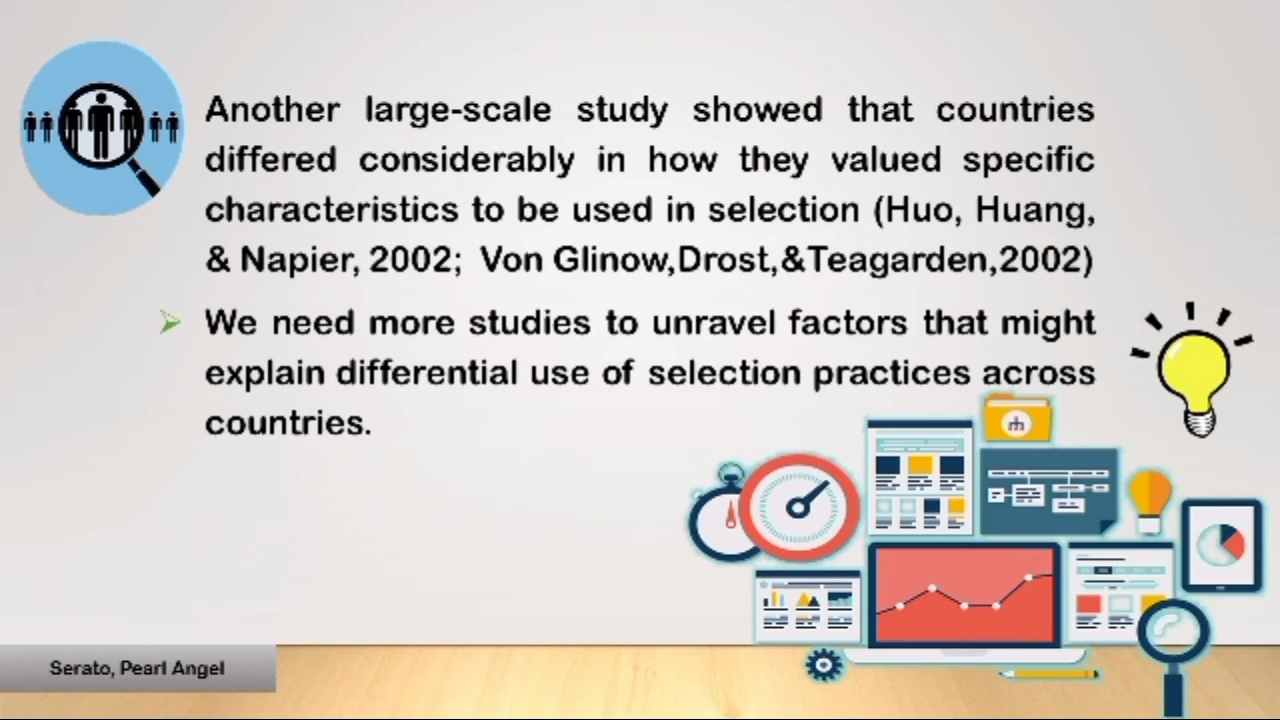 Another large-scale study showed that countries
differed considerably in how they valued specific
characteristics to be used in selection (Huo, Huang,
& Napier, 2002; Von Glinow,Drost,&Teagarden,2002)
We need more studies to unravel factors that might
explain differential use of selection practices across
countries.
Serato, Pearl Angel